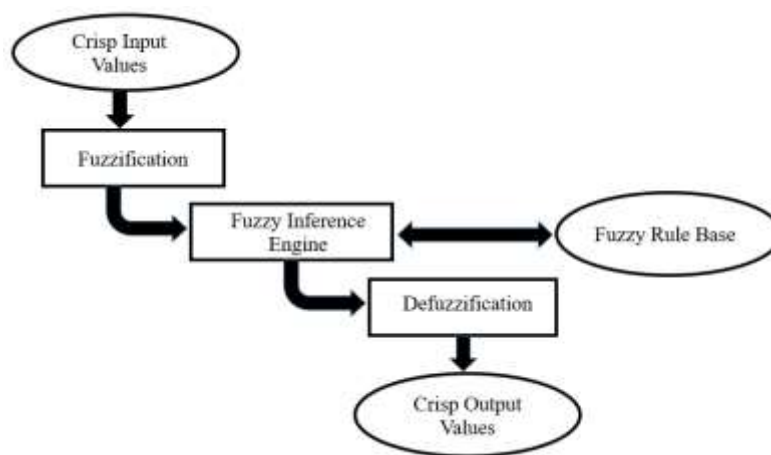 Crisp Input
Values
Fuzzification
Fuzzy Inference
Engine
Fuzzy Rule Base
Defuzzification
Crisp Output
Values